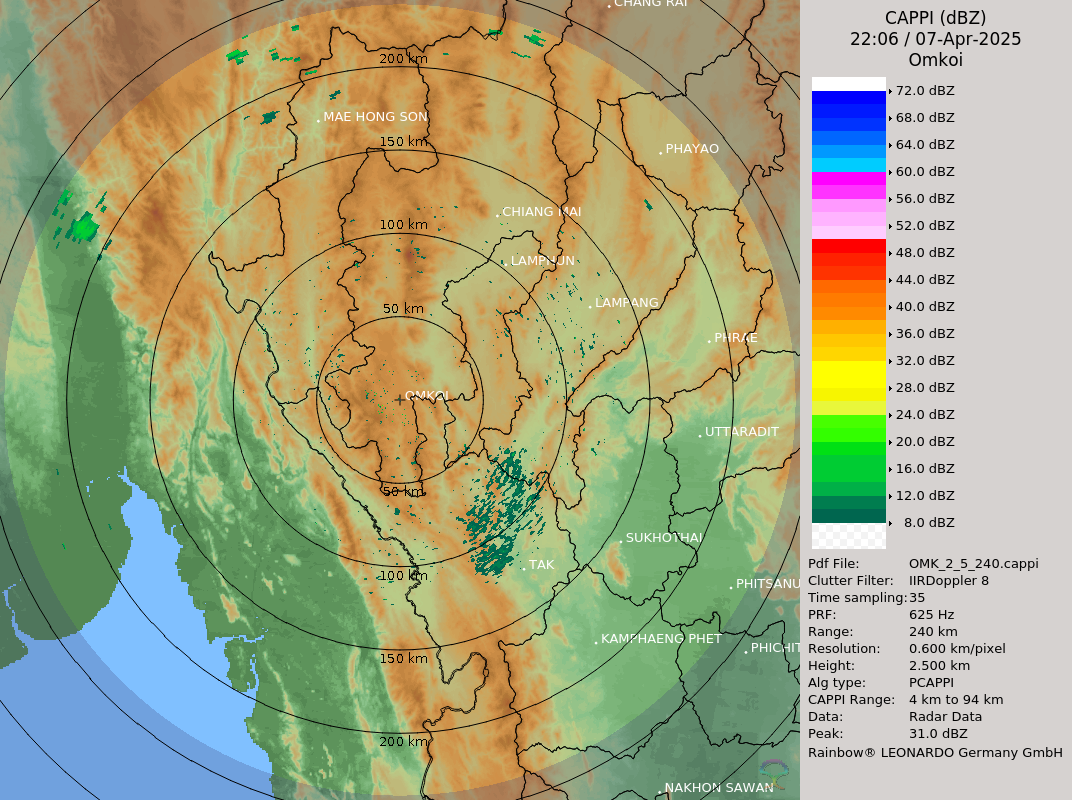 CHANG RAI
200 km
MAE HONG SON
150 km
PHAYAO
CHIANG MAI
100 km
LAMPHUN
LAMPANG
50 km
PHRAE
OMKOI
UTTARADIT
50 km
SUKHOTHAI
TAK
100 km
PHITSANU
KAMPHAENG PHET
PHICHIT
150 km
200 km
NAKHON SAWAN
CAPPI (dBZ)
22:06 / 07-Apr-2025
Omkoi
72.0 dBZ
68.0 dBZ
64.0 dBZ
60.0 dBZ
56.0 dBZ
52.0 dBZ
48.0 dBZ
44.0 dBZ
40.0 dBZ
36.0 dBZ
32.0 dBZ
28.0 dBZ
24.0 dBZ
20.0 dBZ
16.0 dBZ
12.0 dBZ
8.0 dBZ
Pdf File: OMK_2_5_240.cappi
Clutter Filter: IIRDoppler 8
Time sampling: 35
PRF: 625 Hz
Range: 240 km
Resolution: 0.600 km/pixel
Height: 2.500 km
Alg type: PCAPPI
CAPPI Range: 4 km to 94 km
Data: Radar Data
Peak: 31.0 dBZ
Rainbow® LEONARDO Germany GmbH